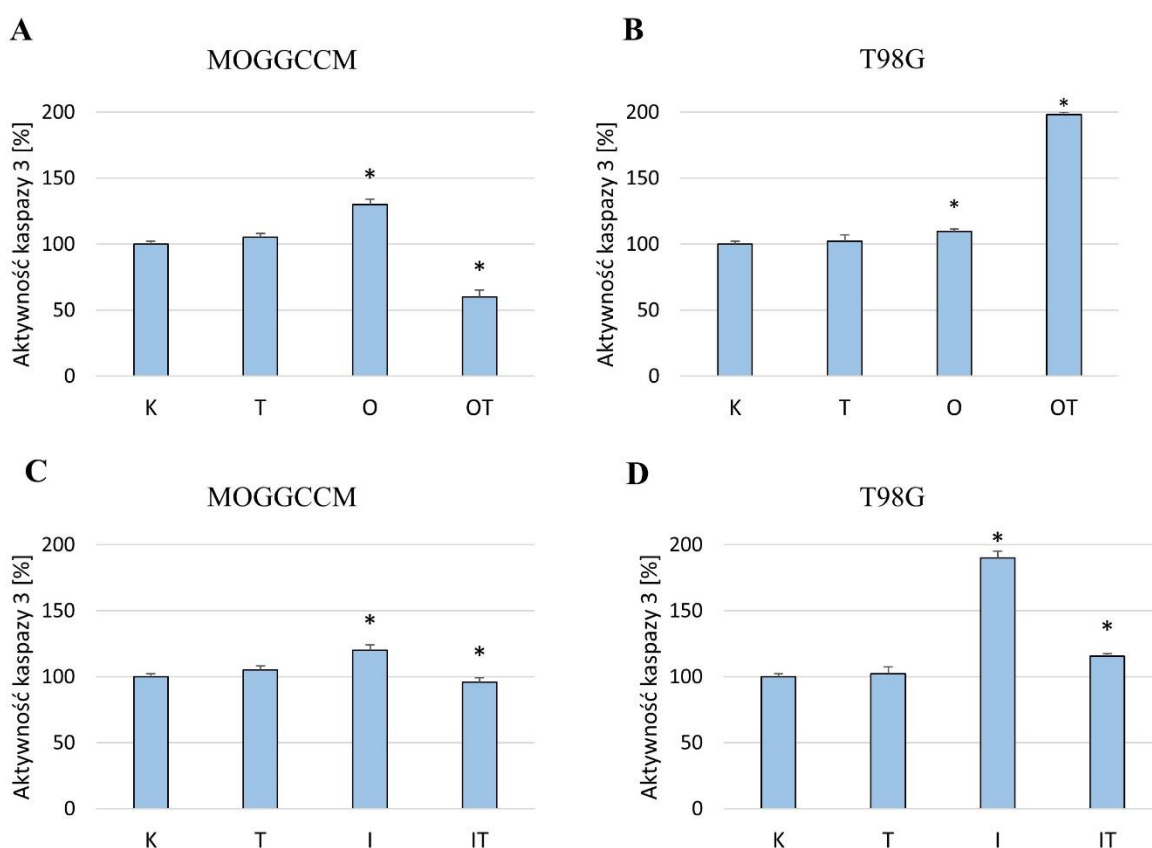 A
MOGGCCM
Aktywność kaspazy 3 [%]
200
150
100
50
0
*
*
K T O OT
B
T98G
Aktywność kaspazy 3 [%]
200
150
100
50
0
*
*
K T O OT
C
MOGGCCM
Aktywność kaspazy 3 [%]
200
150
100
50
0
*
*
K T I IT
D
T98G
Aktywność kaspazy 3 [%]
200
150
100
50
0
*
*
K T I IT